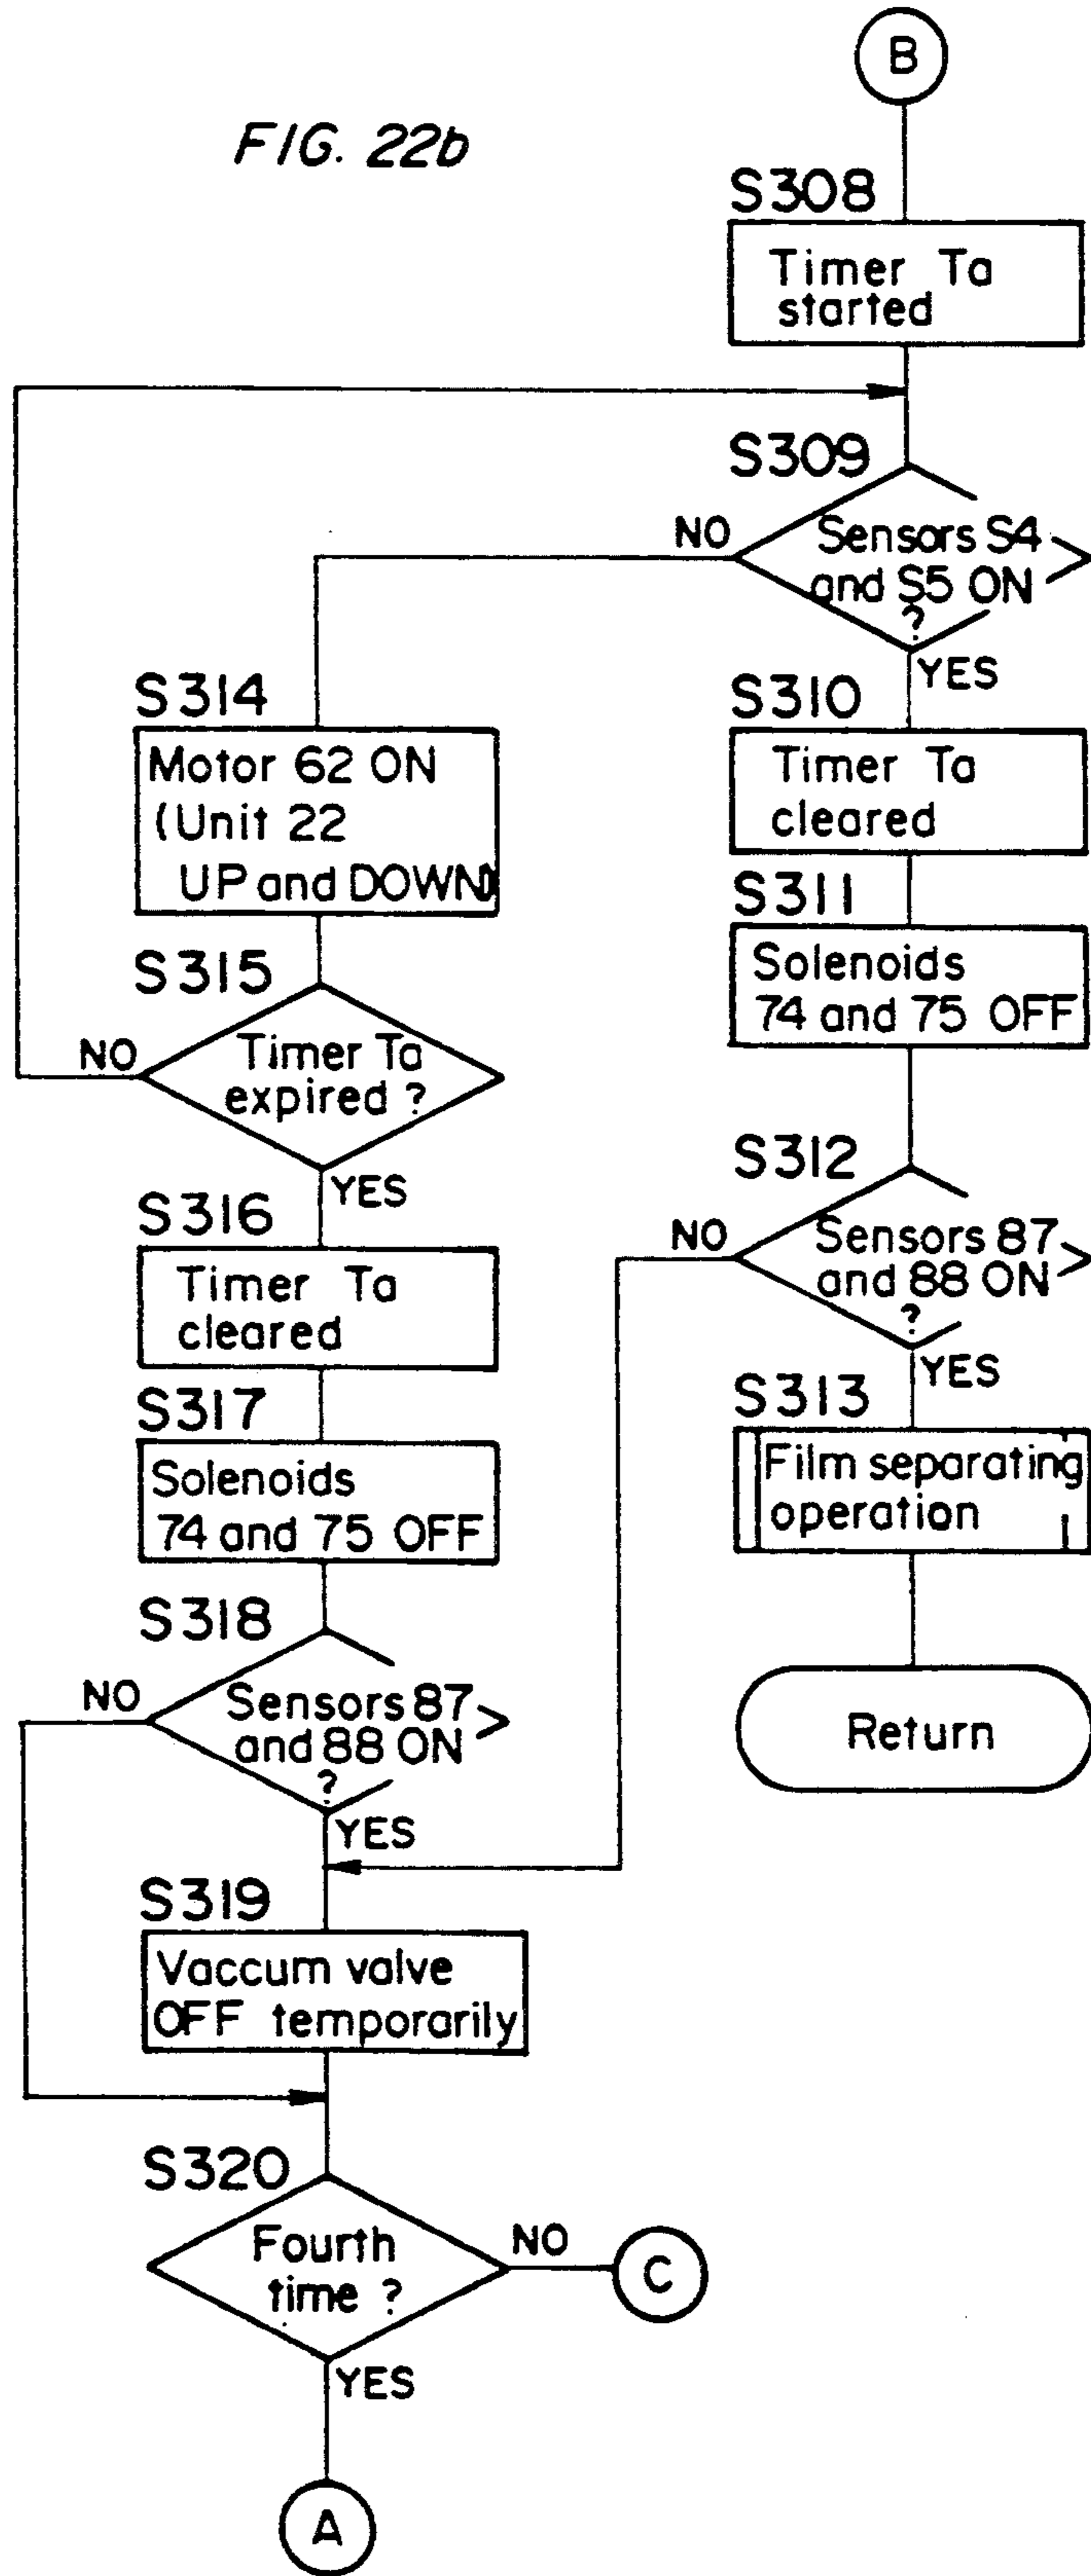 FIG. 22b
B
S308
Timer Ta
started
S309
Sensors S4
and S5 ON
?
NO
YES
S310
Timer Ta
cleared
S311
Solenoids
74 and 75 OFF
S312
Sensors 87
and 88 ON
?
NO
YES
S313
Film separating
operation
Return
S314
Motor 62 ON
(Unit 22
UP and DOWN)
S315
Timer Ta
expired ?
NO
YES
S316
Timer Ta
cleared
S317
Solenoids
74 and 75 OFF
S318
Sensors 87
and 88 ON
?
NO
YES
S319
Vaccum valve
OFF temporarily
S320
Fourth
time ?
NO
C
YES
A